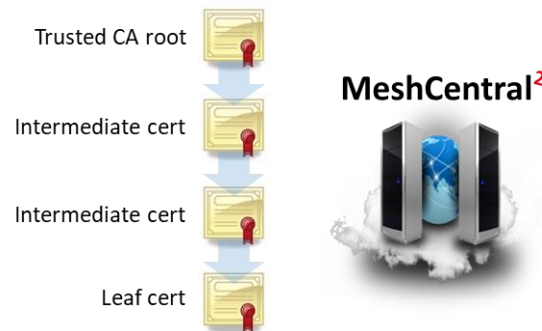 Trusted CA root
Intermediate cert
Intermediate cert
Leaf cert
MeshCentral2